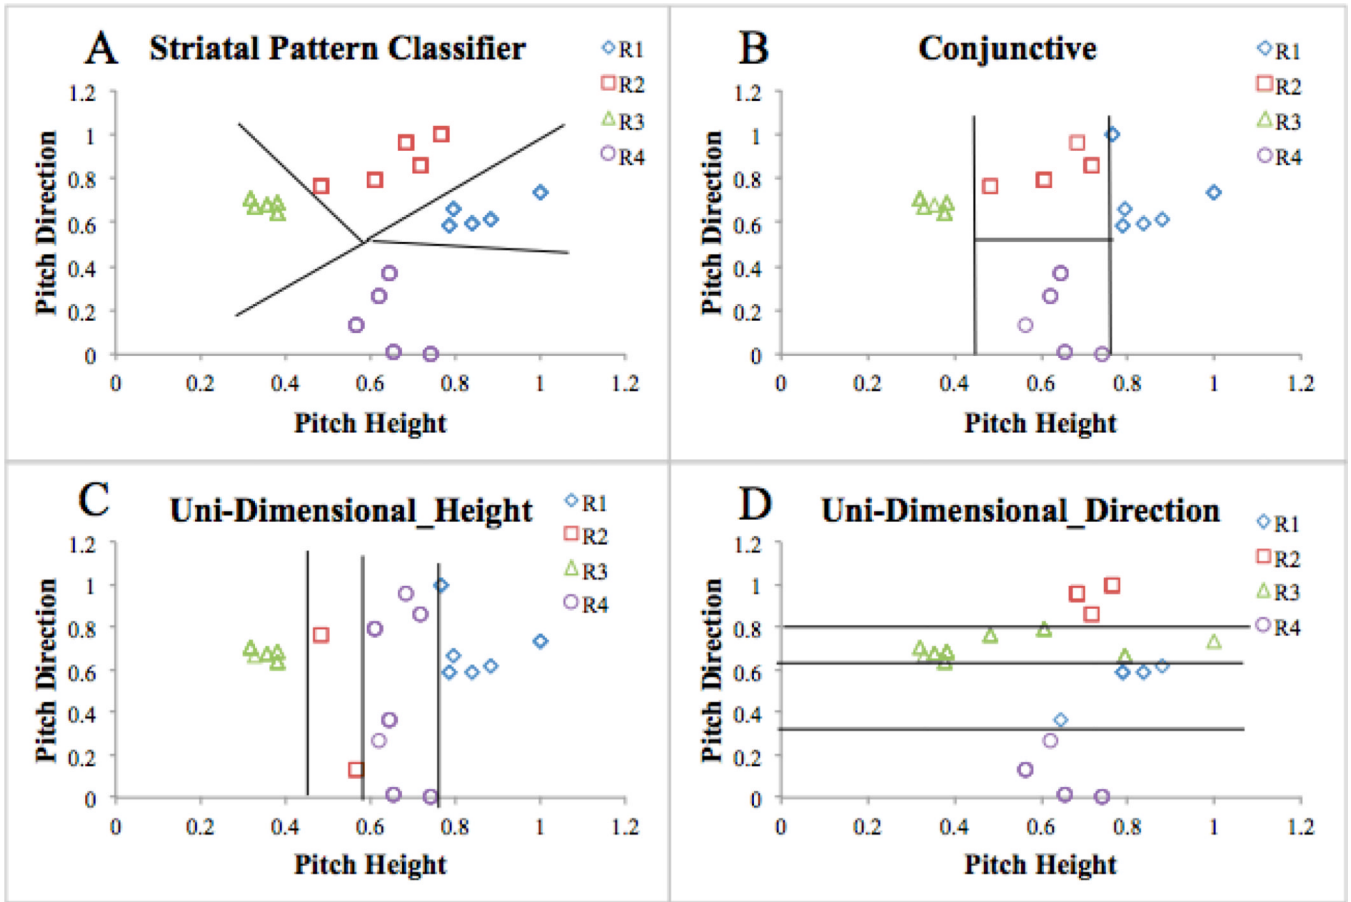 A Striatal Pattern Classifier
R1
R2
R3
R4
Pitch Direction
1.2
1
0.8
0.6
0.4
0.2
0
0 0.2 0.4 0.6 0.8 1 1.2
Pitch Height
B Conjunctive
R1
R2
R3
R4
Pitch Direction
1.2
1
0.8
0.6
0.4
0.2
0
0 0.2 0.4 0.6 0.8 1 1.2
Pitch Height
C Uni-Dimensional_Height
R1
R2
R3
R4
Pitch Direction
1.2
1
0.8
0.6
0.4
0.2
0
0 0.2 0.4 0.6 0.8 1 1.2
Pitch Height
D Uni-Dimensional_Direction
R1
R2
R3
R4
Pitch Direction
1.2
1
0.8
0.6
0.4
0.2
0
0 0.2 0.4 0.6 0.8 1 1.2
Pitch Height